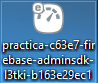 practica-c63e7-fir
ebase-adminsdk-
l3tki-b163e29ec1